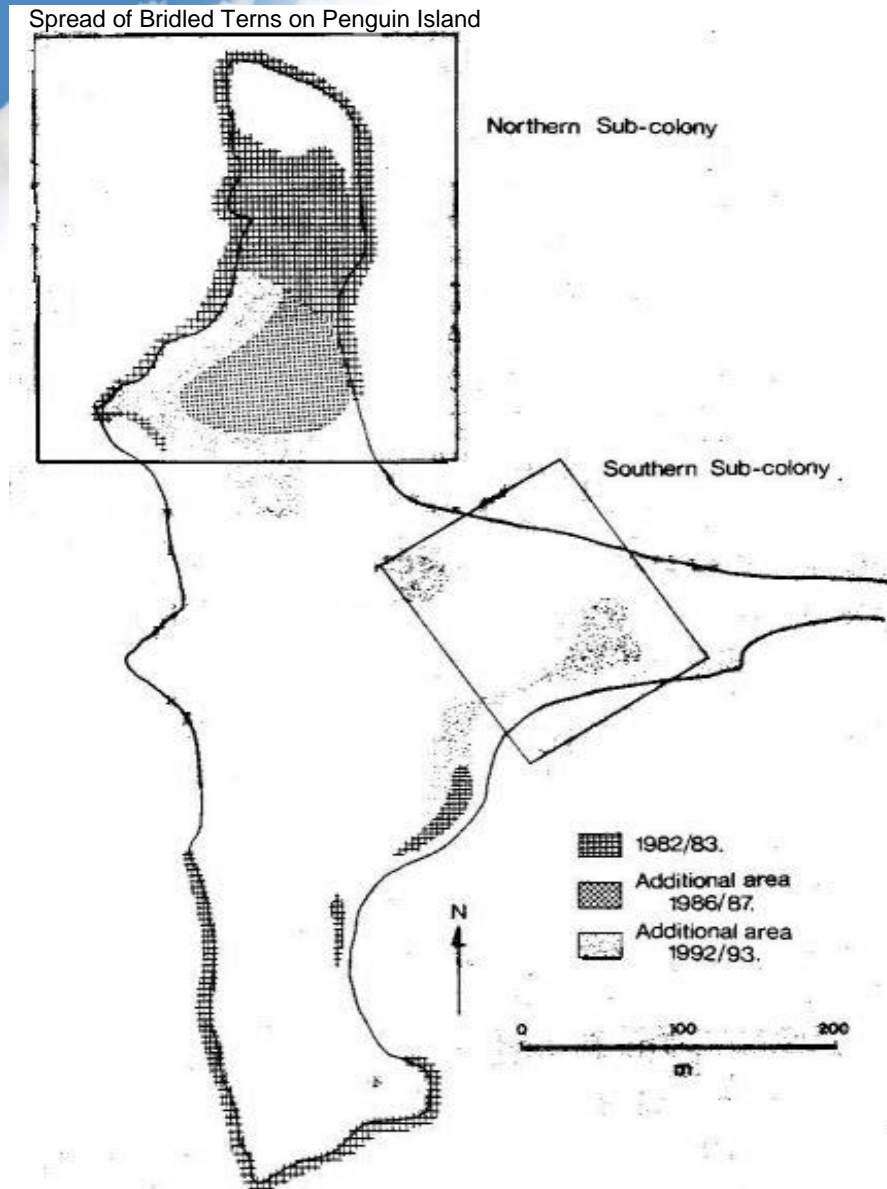 Spread of Bridled Terns on Penguin Island
Northern Sub-colony
Southern Sub-colony
1982/83.
Additional area
1986/87.
Additional area
1992/93.
N
0 100 200
m